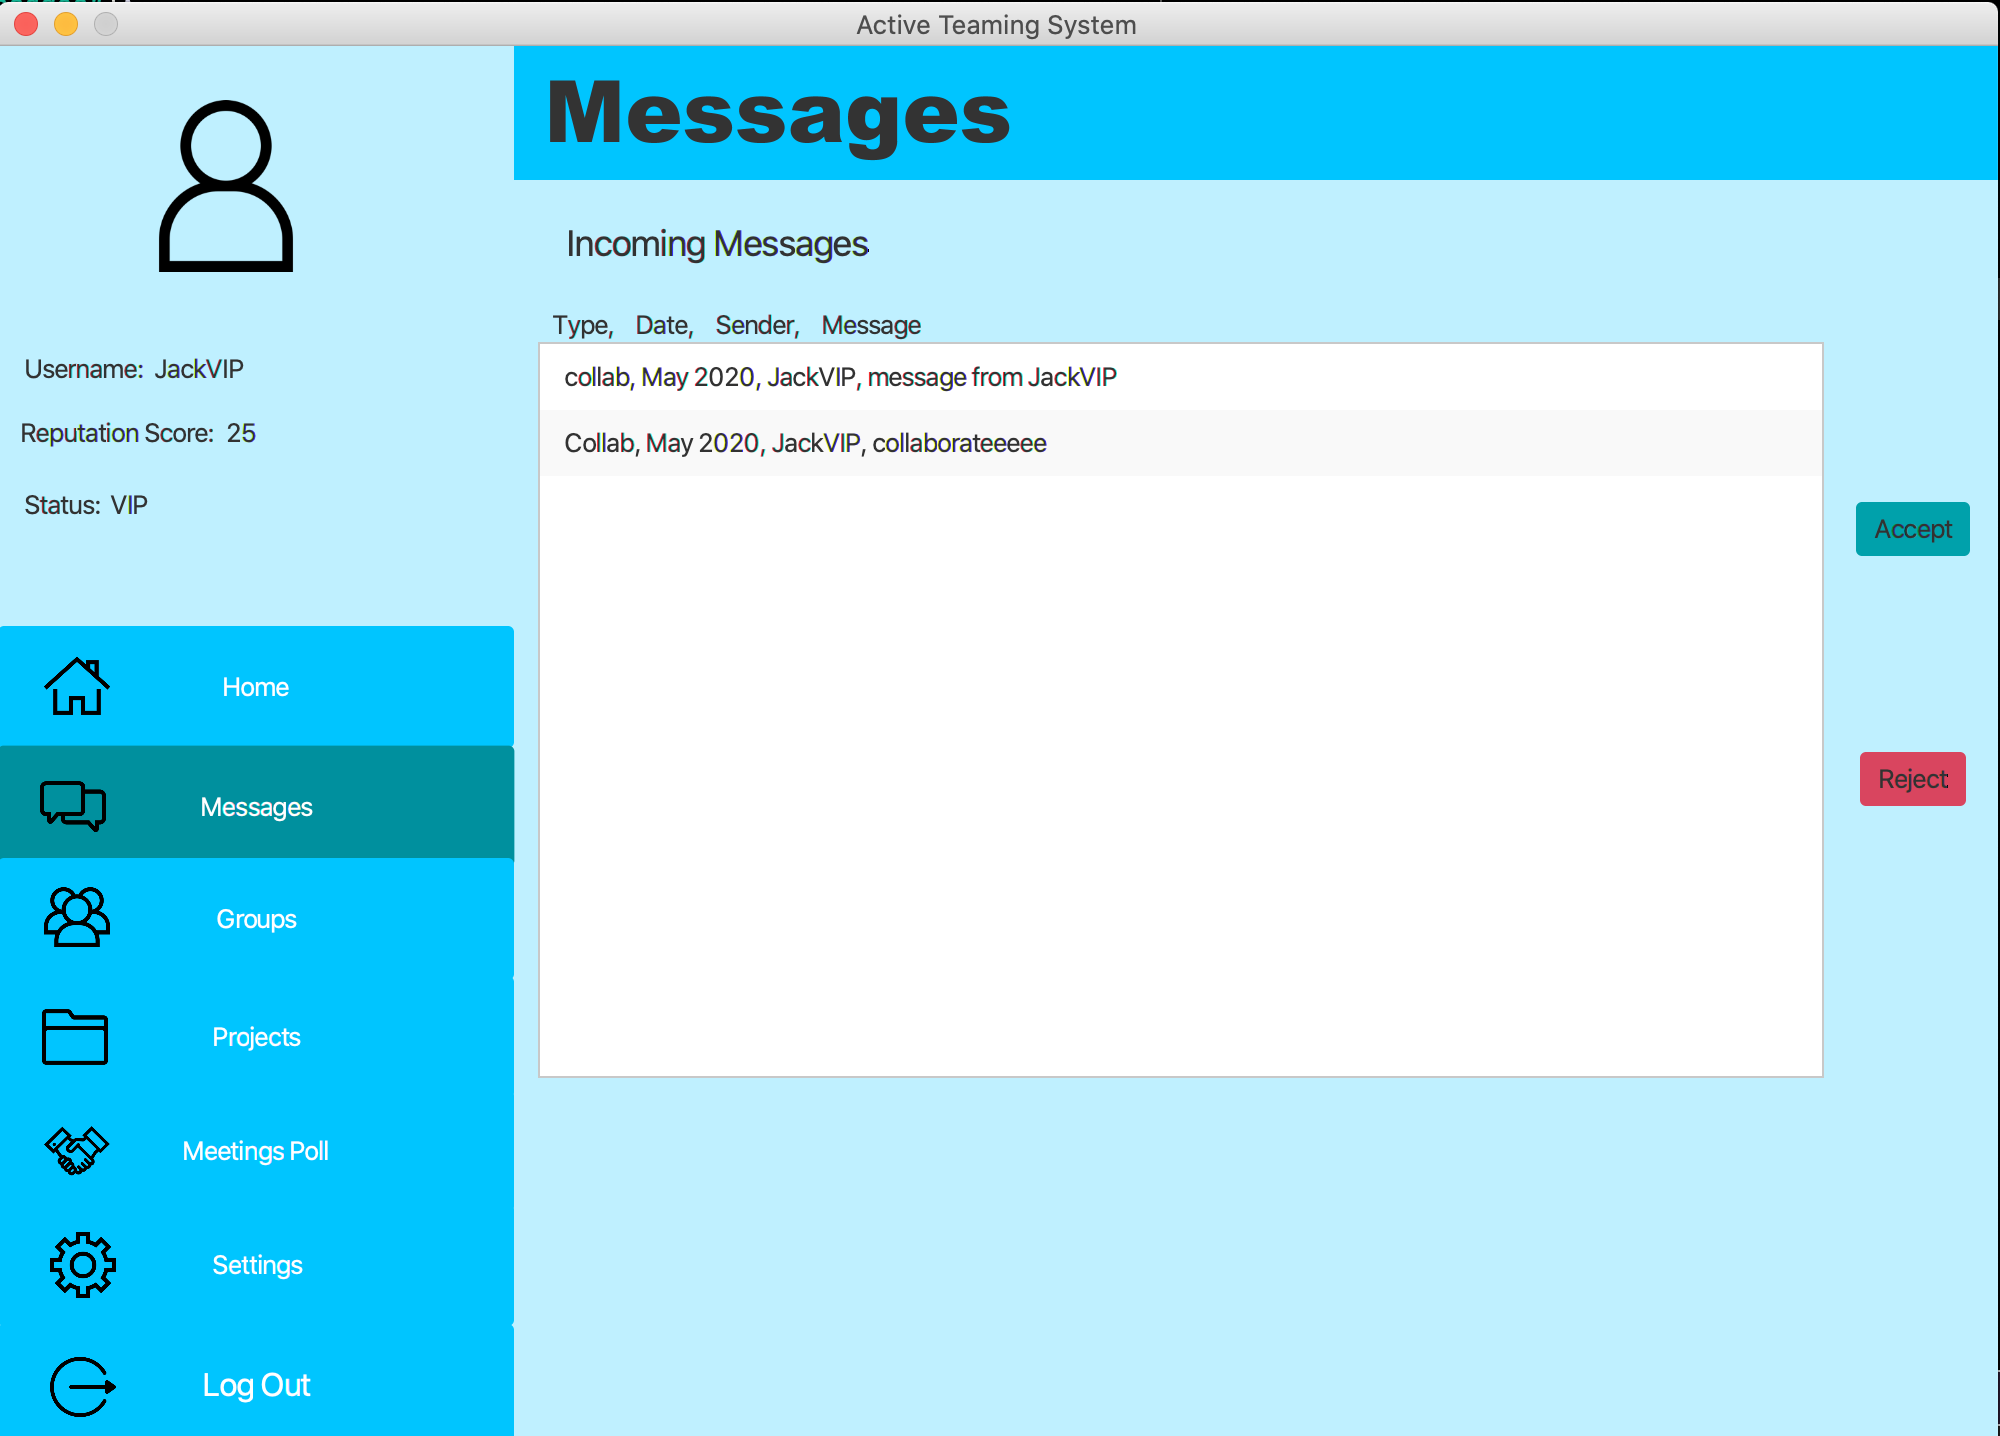 Active Teaming System
Messages
Incoming Messages
Type, Date, Sender, Message
collab, May 2020, JackVIP, message from JackVIP
Collab, May 2020, JackVIP, collaborateeeee
Accept
Reject
Username: JackVIP
Reputation Score: 25
Status: VIP
Home
Messages
Groups
Projects
Meetings Poll
Settings
Log Out